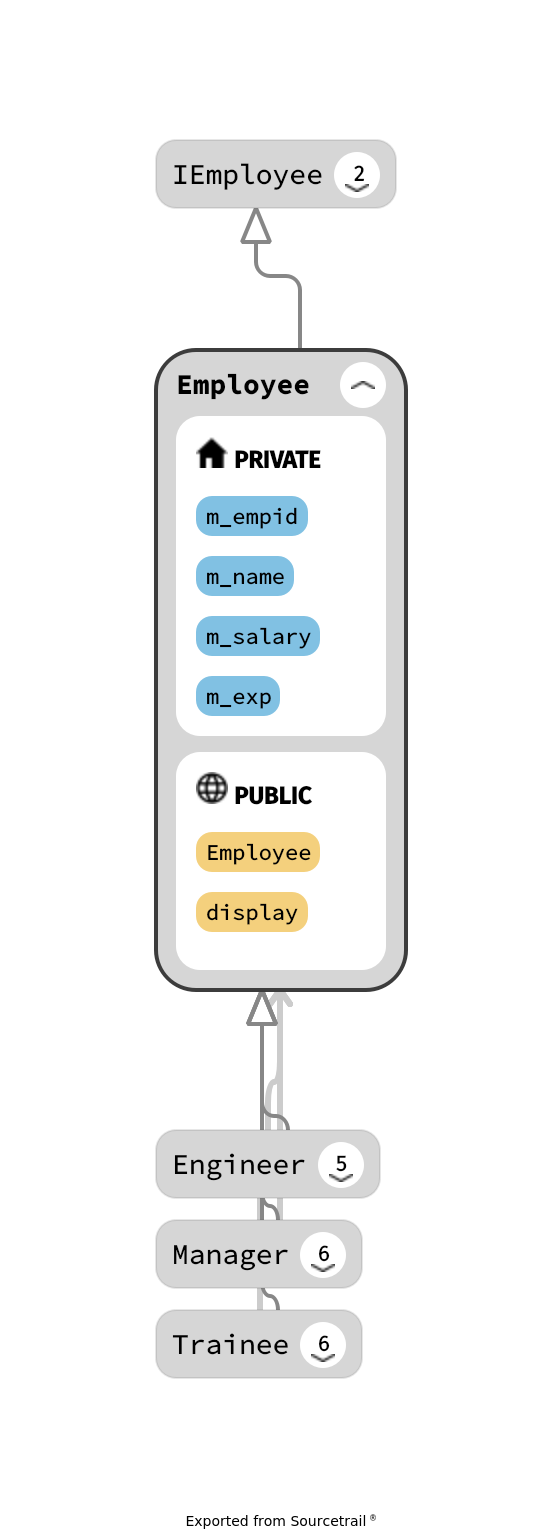 IEmployee 2
Employee
PRIVATE
m_empid
m_name
m_salary
m_exp
PUBLIC
Employee
display
Engineer 5
Manager 6
Trainee 6
Exported from Sourcetrail ®